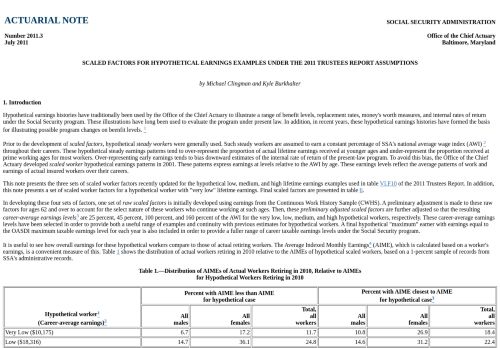 ACTUARIAL NOTE
SOCIAL SECURITY ADMINISTRATION
Number 2011.3
July 2011
Office of the Chief Actuary
Baltimore, Maryland
SCALED FACTORS FOR HYPOTHETICAL EARNINGS EXAMPLES UNDER THE 2011 TRUSTEES REPORT ASSUMPTIONS
by Michael Clingman and Kyle Burkhalter
1. Introduction
Hypothetical earnings histories have traditionally been used by the Office of the Chief Actuary to illustrate a range of benefit levels, replacement rates, money's worth measures, and internal rates of return
under the Social Security program. These illustrations have long been used to evaluate the program under present law. In addition, in recent years, these hypothetical earnings histories have formed the basis
for illustrating possible program changes on benefit levels. 1
Prior to the development of scaled factors, hypothetical steady workers were generally used. Such steady workers are assumed to earn a constant percentage of SSA's national average wage index (AWI) 2
throughout their careers. These hypothetical steady earnings patterns tend to over-represent the proportion of actual lifetime earnings received at younger ages and under-represent the proportion received at
prime working ages for most workers. Over-representing early earnings tends to bias downward estimates of the internal rate of return of the present-law program. To avoid this bias, the Office of the Chief
Actuary developed scaled worker hypothetical earnings patterns in 2001. These patterns express earnings at levels relative to the AWI by age. These earnings levels reflect the average patterns of work and
earnings of actual insured workers over their careers.
This note presents the three sets of scaled worker factors recently updated for the hypothetical low, medium, and high lifetime earnings examples used in table VI.F10 of the 2011 Trustees Report. In addition,
this note presents a set of scaled worker factors for a hypothetical worker with "very low" lifetime earnings. Final scaled factors are presented in table 6.
In developing these four sets of factors, one set of raw scaled factors is initially developed using earnings from the Continuous Work History Sample (CWHS). A preliminary adjustment is made to these raw
factors for ages 62 and over to account for the select nature of these workers who continue working at such ages. Then, these preliminary adjusted scaled factors are further adjusted so that the resulting
career-average earnings levels 3 are 25 percent, 45 percent, 100 percent, and 160 percent of the AWI for the very low, low, medium, and high hypothetical workers, respectively. These career-average earnings
levels have been selected in order to provide both a useful range of examples and continuity with previous examples for hypothetical workers. A final hypothetical "maximum" earner with earnings equal to
the OASDI maximum taxable earnings level for each year is also included in order to provide a fuller range of career taxable earnings levels under the Social Security program.
It is useful to see how overall earnings for these hypothetical workers compare to those of actual retiring workers. The Average Indexed Monthly Earnings 4 (AIME), which is calculated based on a worker's
earnings, is a convenient measure of this. Table 1 shows the distribution of actual workers retiring in 2010 relative to the AIMEs of hypothetical scaled workers, based on a 1-percent sample of records from
SSA's administrative records.
Table 1.—Distribution of AIMEs of Actual Workers Retiring in 2010, Relative to AIMEs
for Hypothetical Workers Retiring in 2010
Percent with AIME less than AIME
for hypothetical case
Percent with AIME closest to AIME
for hypothetical case
Hypothetical worker
(Career-average earnings)
All
males
All
females
Total,
all
workers
All
males
All
females
Total,
all
workers
Very Low ($10,175) 6.7 17.2 11.7 10.8 26.9 18.4
Low ($18,316) 14.7 36.1 24.8 14.6 31.2 22.4